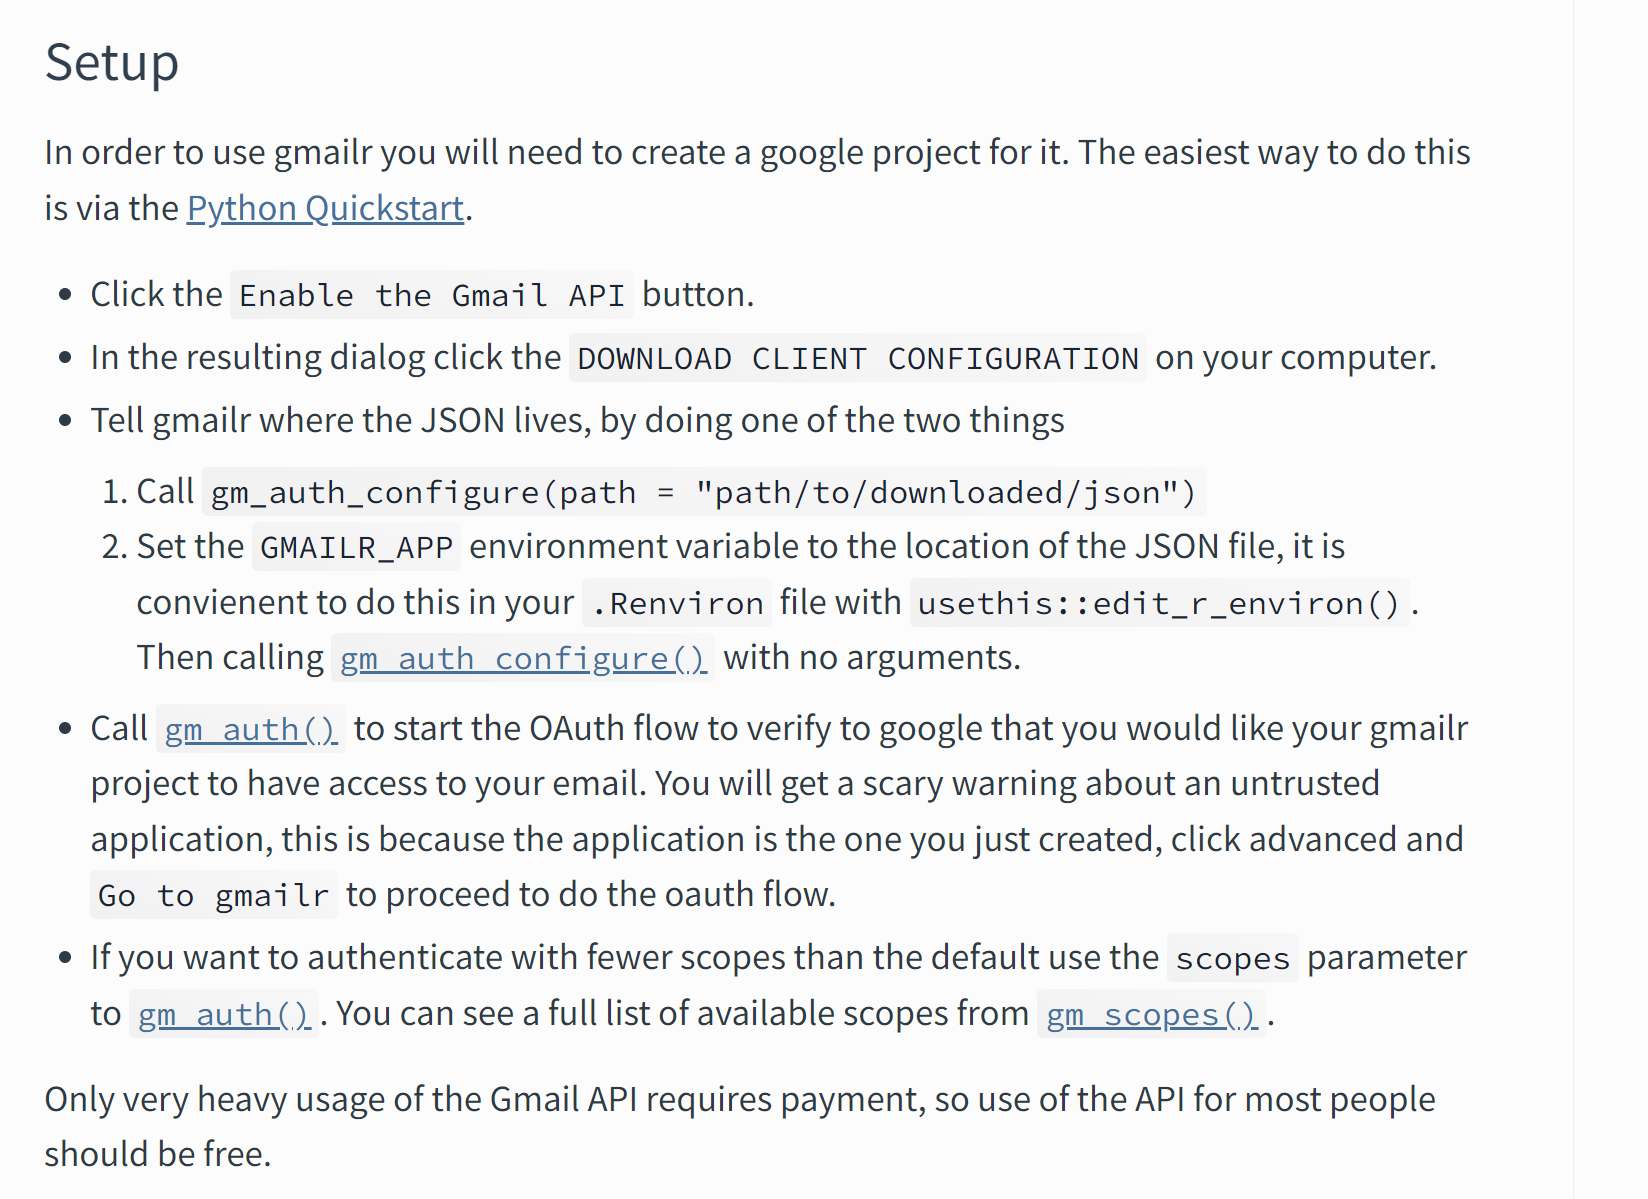 Setup
In order to use gmailr you will need to create a google project for it. The easiest way to do this
is via the Python Quickstart.
• Click the Enable the Gmail API button.
• In the resulting dialog click the DOWNLOAD CLIENT CONFIGURATION on your computer.
• Tell gmailr where the JSON lives, by doing one of the two things
1. Call gm_auth_configure(path = "path/to/downloaded/json")
2. Set the GMAILR_APP environment variable to the location of the JSON file, it is
convienent to do this in your .Renviron file with usethis::edit_r_environ().
Then calling gm_auth_configure() with no arguments.
• Call gm_auth() to start the OAuth flow to verify to google that you would like your gmailr
project to have access to your email. You will get a scary warning about an untrusted
application, this is because the application is the one you just created, click advanced and
Go to gmailr to proceed to do the oauth flow.
• If you want to authenticate with fewer scopes than the default use the scopes parameter
to gm_auth(). You can see a full list of available scopes from gm_scopes().
Only very heavy usage of the Gmail API requires payment, so use of the API for most people
should be free.